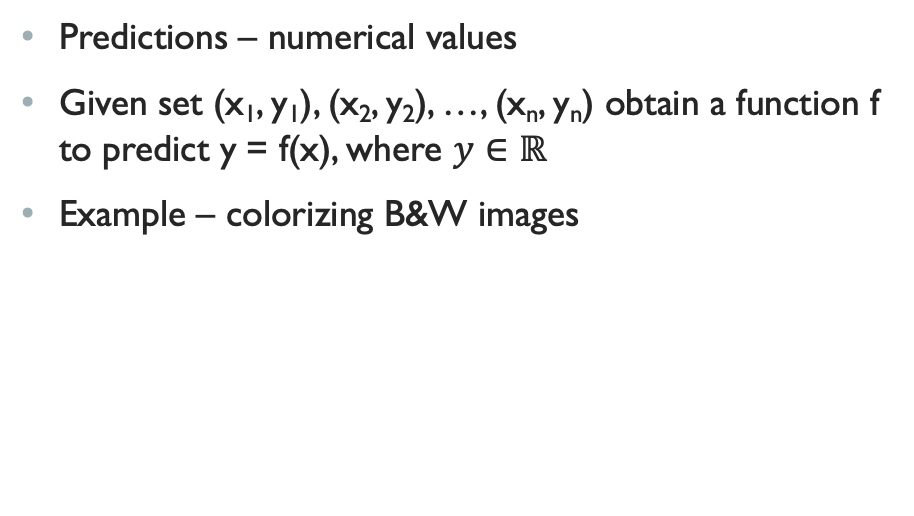 • Predictions – numerical values
• Given set (x₁, y₁), (x₂, y₂), …, (xₙ, yₙ) obtain a function f
to predict y = f(x), where y ∈ ℝ
• Example – colorizing B&W images